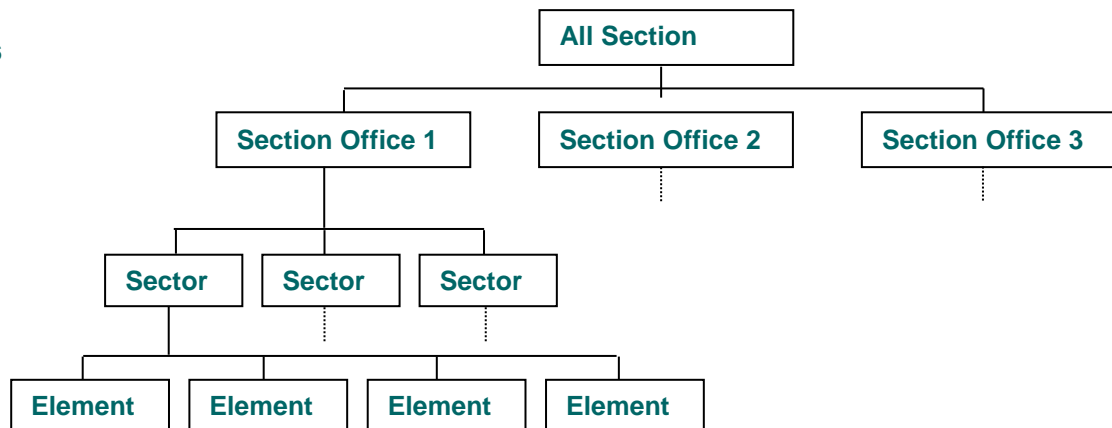 All Section
Section Office 1
Section Office 2
Section Office 3
Sector
Sector
Sector
Element
Element
Element
Element